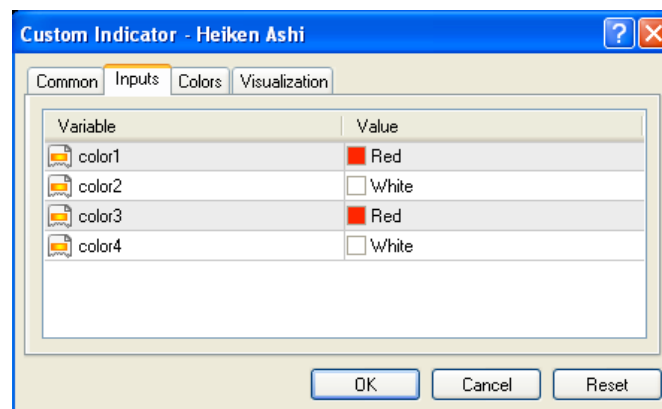 Custom Indicator - Heiken Ashi
?
Common Inputs Colors Visualization
Variable Value
color1 Red
color2 White
color3 Red
color4 White
OK Cancel Reset